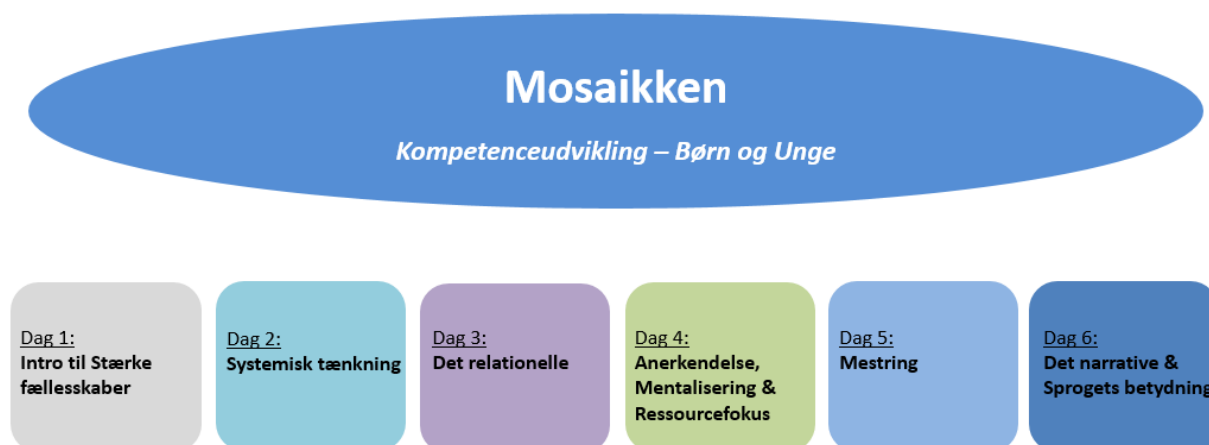 Mosaikken
Kompetenceudvikling – Børn og Unge
Dag 1:
Intro til Stærke
fællesskaber
Dag 2:
Systemisk tænkning
Dag 3:
Det relationelle
Dag 4:
Anerkendelse,
Mentalisering &
Ressourcefokus
Dag 5:
Mestring
Dag 6:
Det narrative &
Sprogets betydning